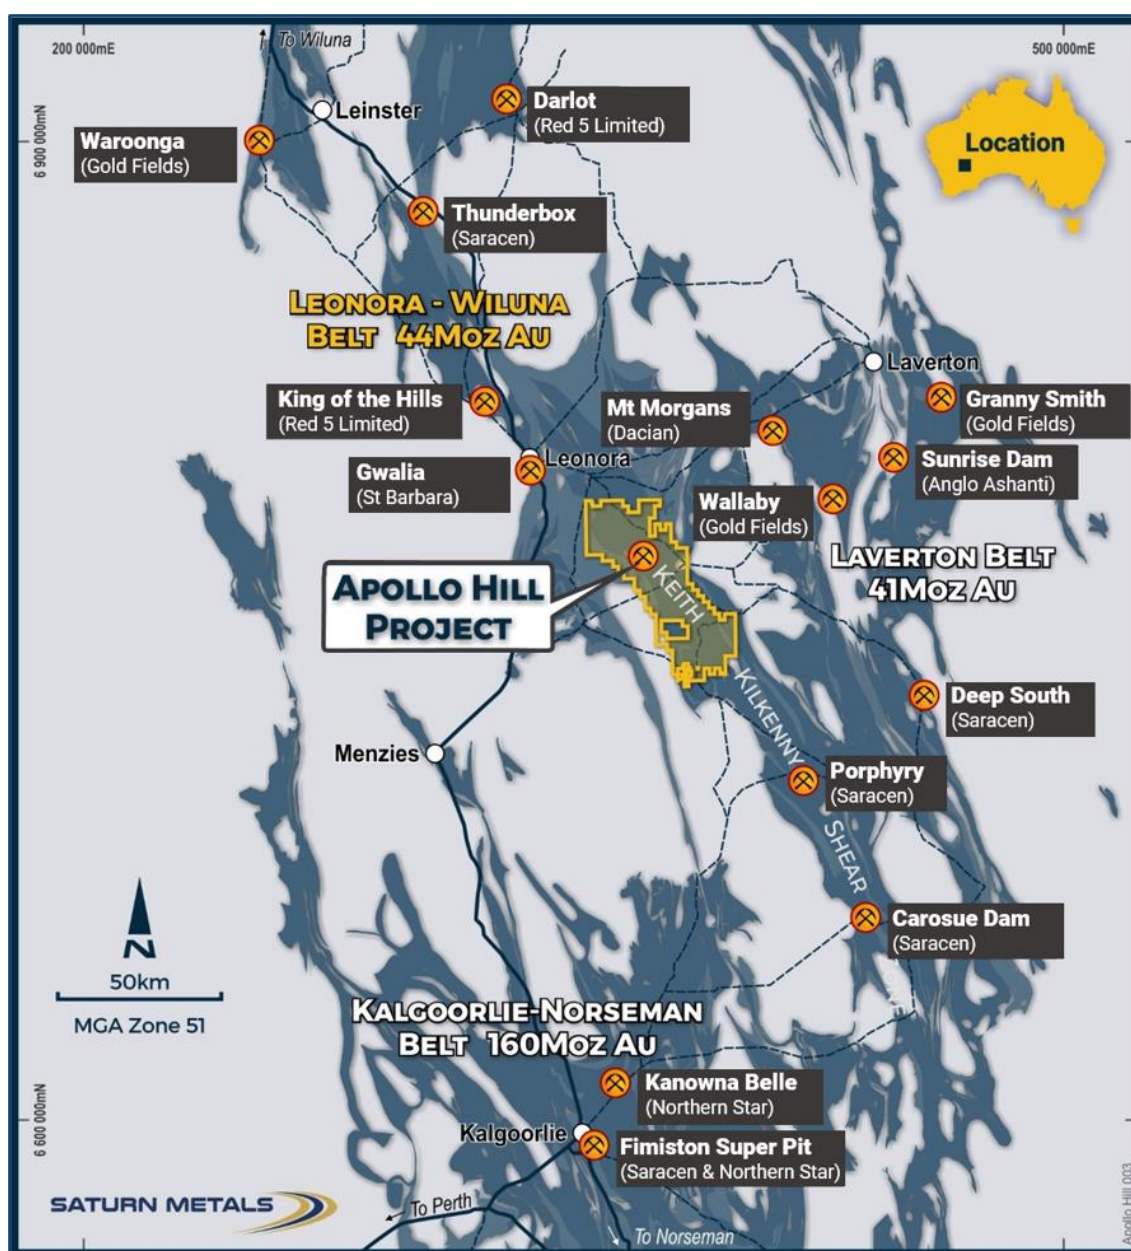 200 000mE
To Wiluna
500 000mE
6 900 000mN
Leinster
Darlot
(Red 5 Limited)
Waroonga
(Gold Fields)
Location
Thunderbox
(Saracen)
LEONORA - WILUNA
BELT 44MOZ AU
Laverton
King of the Hills
(Red 5 Limited)
Mt Morgans
(Dacian)
Granny Smith
(Gold Fields)
Leonora
Gwalia
(St Barbara)
Sunrise Dam
(Anglo Ashanti)
Wallaby
(Gold Fields)
LAVERTON BELT
41MOZ AU
APOLLO HILL
PROJECT
KEITH
KILKENNY
SHEAR
ZONE
Deep South
(Saracen)
Menzies
Porphyry
(Saracen)
Carosue Dam
(Saracen)
N
50km
MGA Zone 51
KALGOORLIE-NORSEMAN
BELT 160MOZ AU
Kanowna Belle
(Northern Star)
6 600 000mN
Kalgoorlie
Fimiston Super Pit
(Saracen & Northern Star)
SATURN METALS
To Perth
To Norseman
Apollo Hill 003